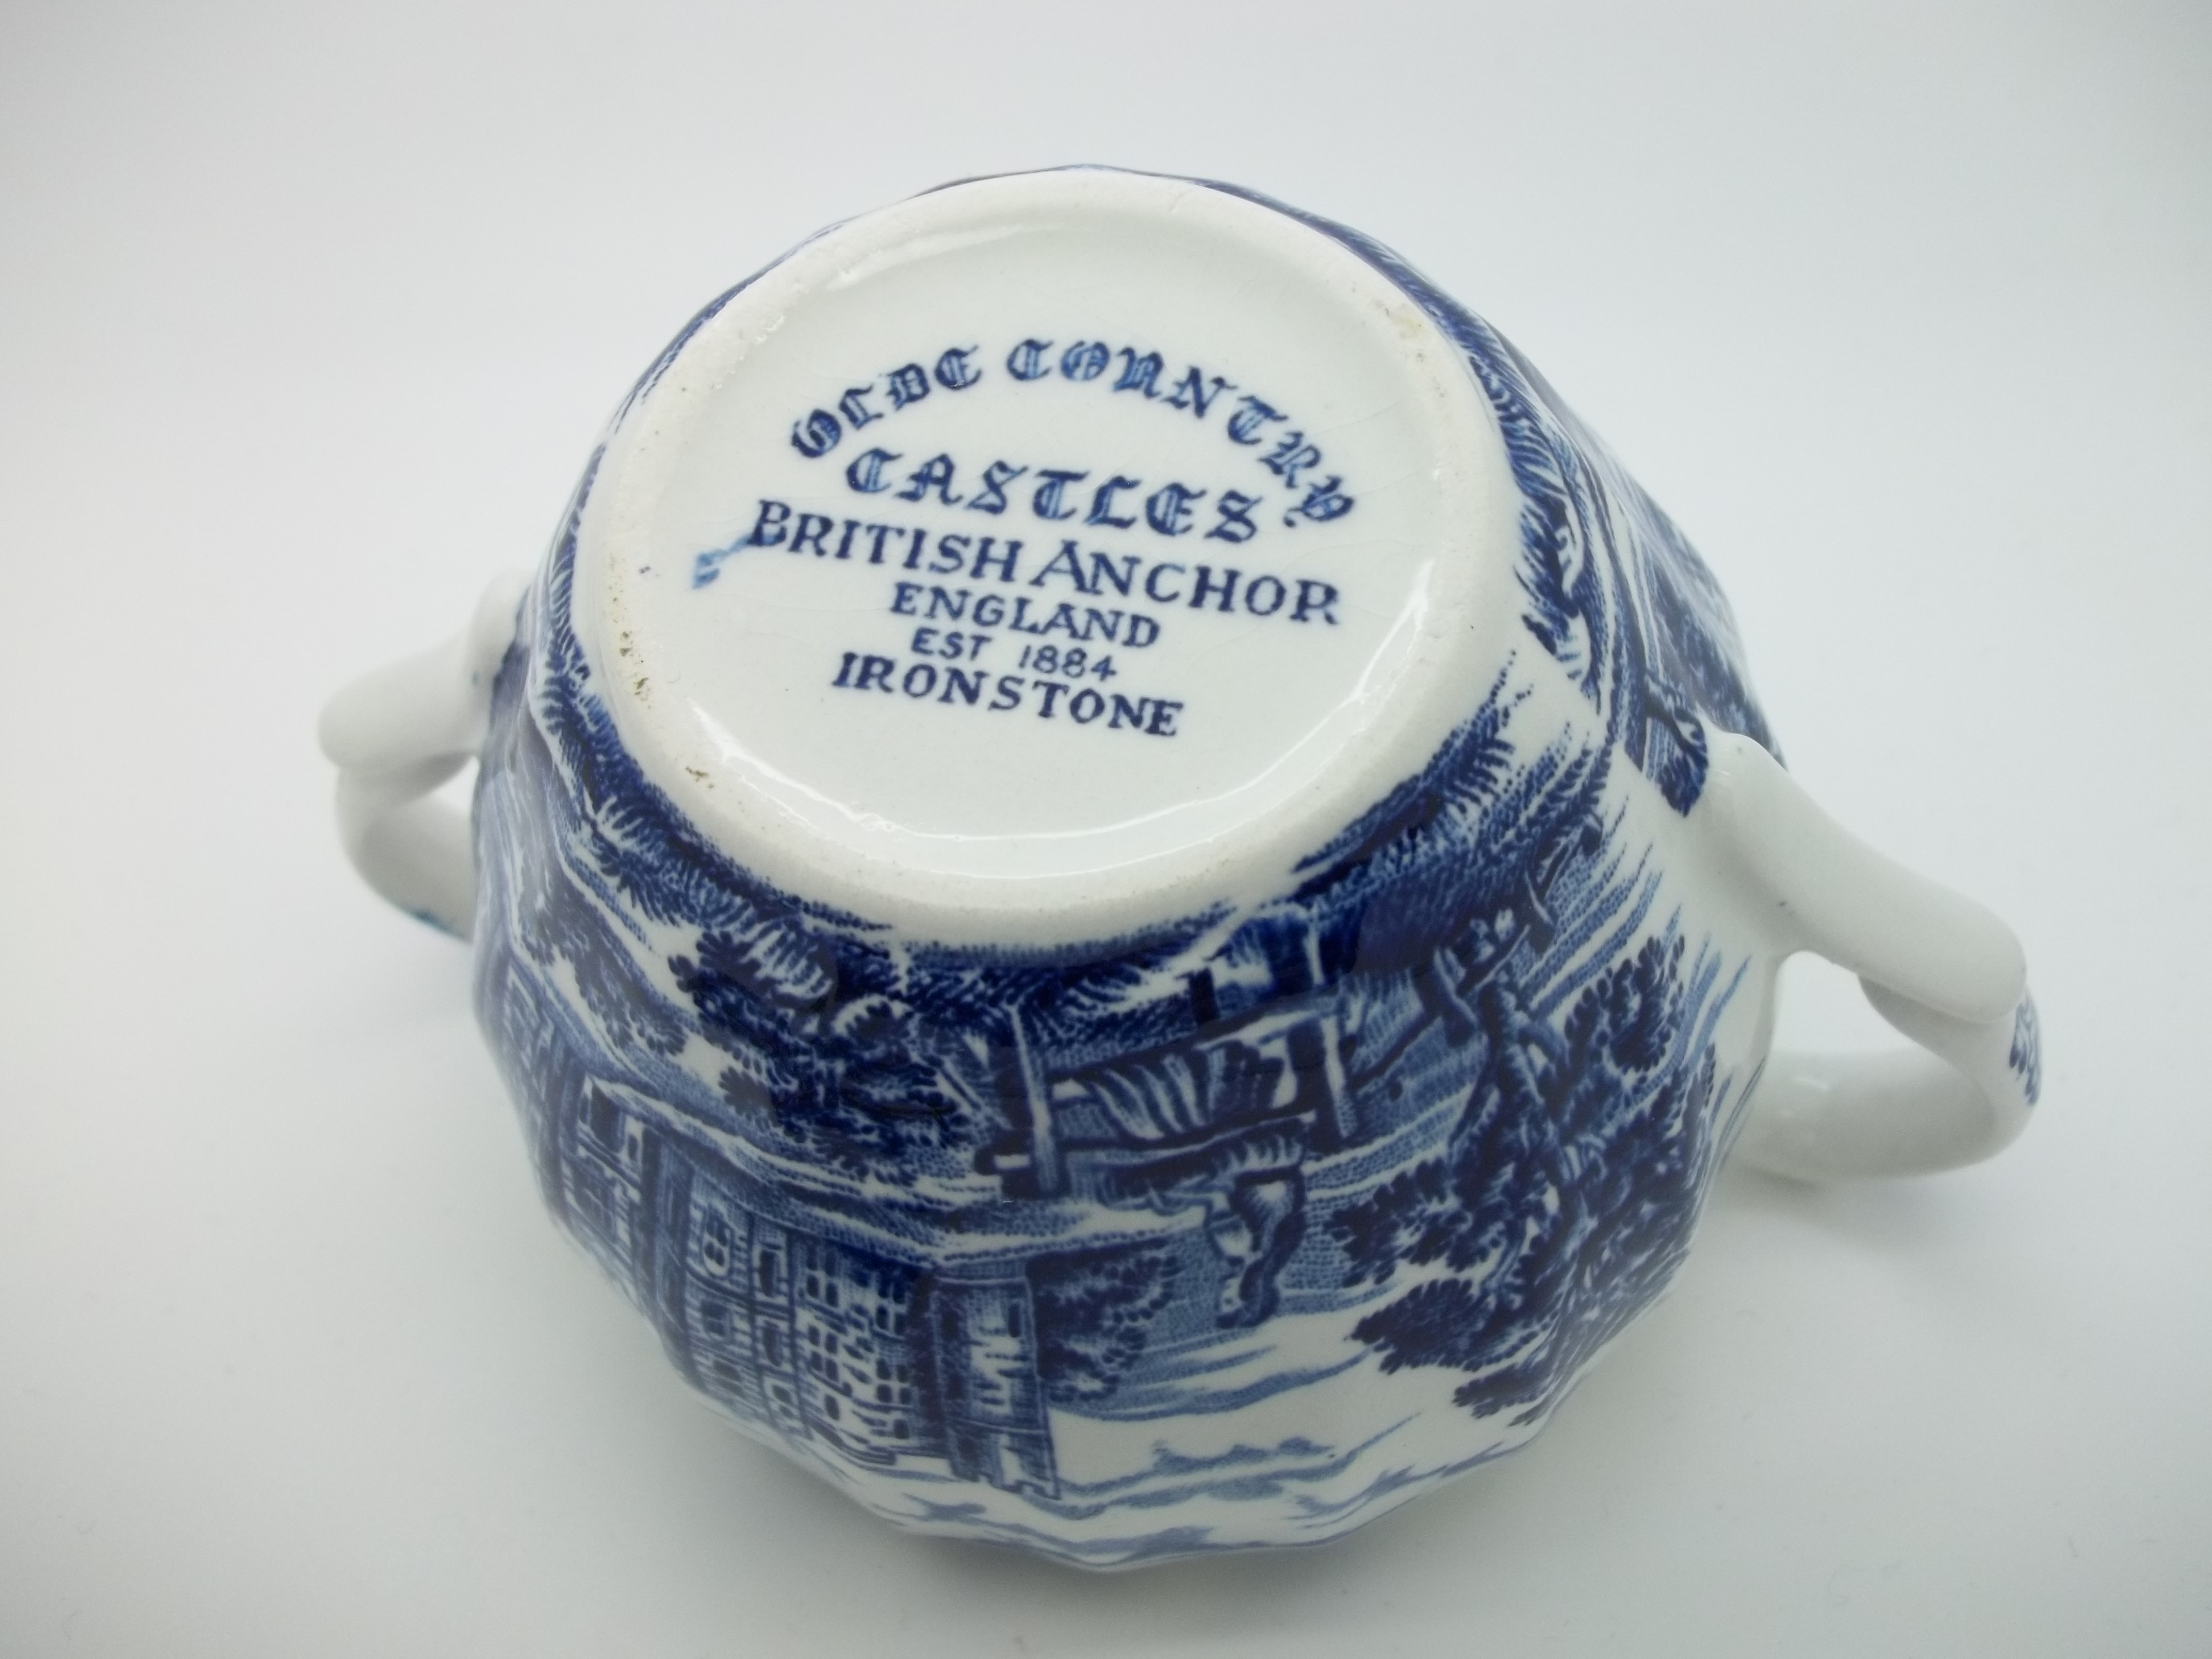 OLDE COUNTRY
CASTLES
BRITISH ANCHOR
ENGLAND
EST 1884
IRONSTONE